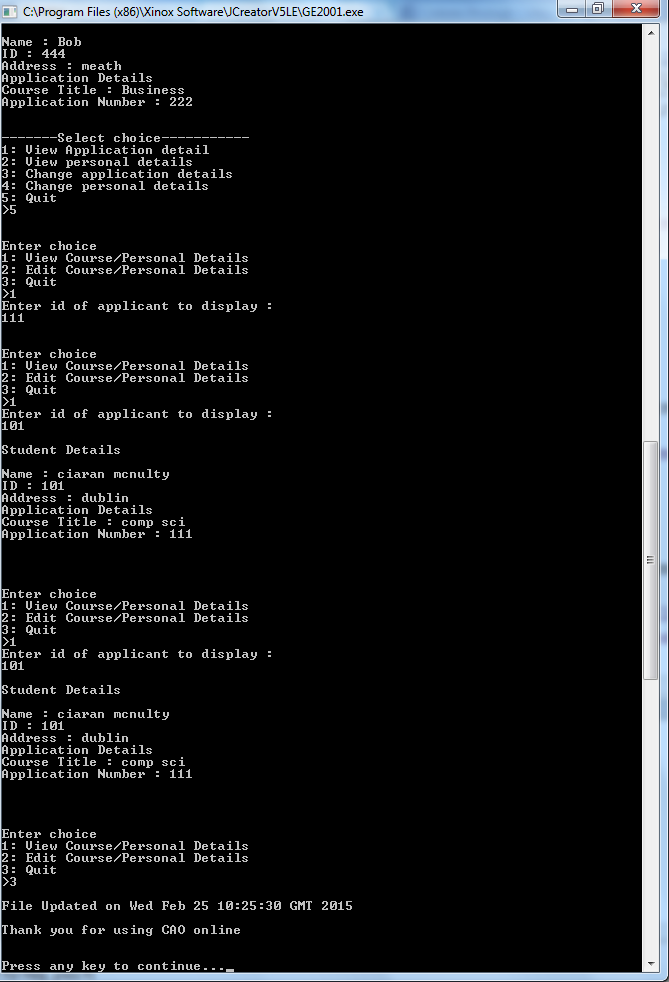 C:\Program Files (x86)\Xinox Software\JCreatorV5LE\GE2001.exe
Name : Bob
ID : 444
Address : meath
Application Details
Course Title : Business
Application Number : 222
-------Select choice-----------
1: View Application detail
2: View personal details
3: Change application details
4: Change personal details
5: Quit
>5
Enter choice
1: View Course/Personal Details
2: Edit Course/Personal Details
3: Quit
>1
Enter id of applicant to display :
111
Enter choice
1: View Course/Personal Details
2: Edit Course/Personal Details
3: Quit
>1
Enter id of applicant to display :
101
Student Details
Name : ciaran mcnulty
ID : 101
Address : dublin
Application Details
Course Title : comp sci
Application Number : 111
Enter choice
1: View Course/Personal Details
2: Edit Course/Personal Details
3: Quit
>1
Enter id of applicant to display :
101
Student Details
Name : ciaran mcnulty
ID : 101
Address : dublin
Application Details
Course Title : comp sci
Application Number : 111
Enter choice
1: View Course/Personal Details
2: Edit Course/Personal Details
3: Quit
>3
File Updated on Wed Feb 25 10:25:30 GMT 2015
Thank you for using CAO online
Press any key to continue..._